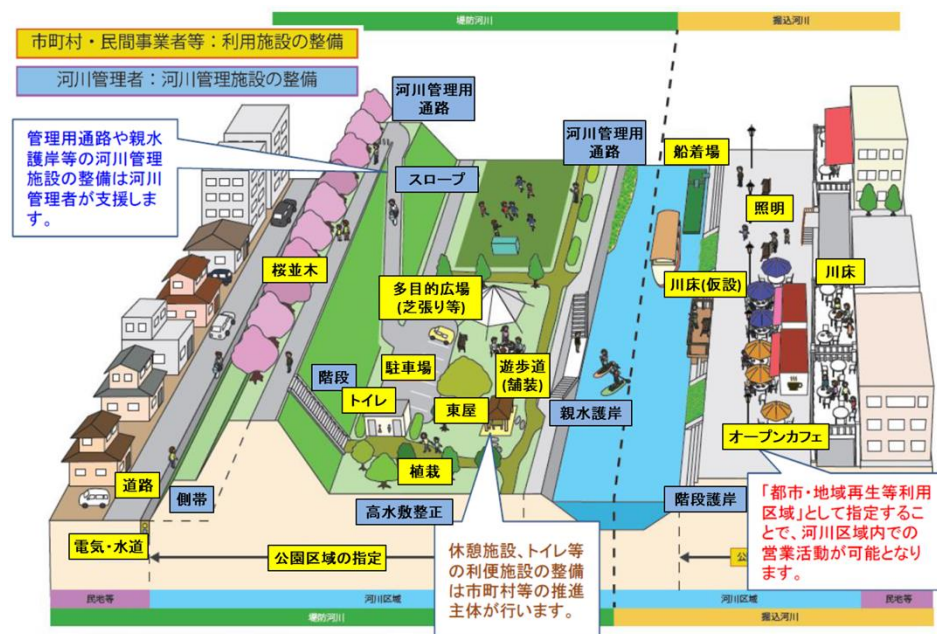 堤防河川
掘込河川
市町村・民間事業者等：利用施設の整備
河川管理者：河川管理施設の整備
河川管理用
通路
管理用通路や親水
護岸等の河川管理
施設の整備は河川
管理者が支援しま
す。
河川管理用
通路
船着場
スロープ
照明
桜並木
多目的広場
(芝張り等)
川床(仮設)
川床
駐車場
遊歩道
(舗装)
階段
トイレ
東屋
親水護岸
オープンカフェ
植栽
道路
側帯
高水敷整正
階段護岸
「都市・地域再生等利用
区域」として指定するこ
とで、河川区域内での
営業活動が可能となり
ます。
電気・水道
公園区域の指定
休憩施設、トイレ等
の利便施設の整備
は市町村等の推進
主体が行います。
民地等
河川区域
河川区域
民地等
堤防河川
掘込河川